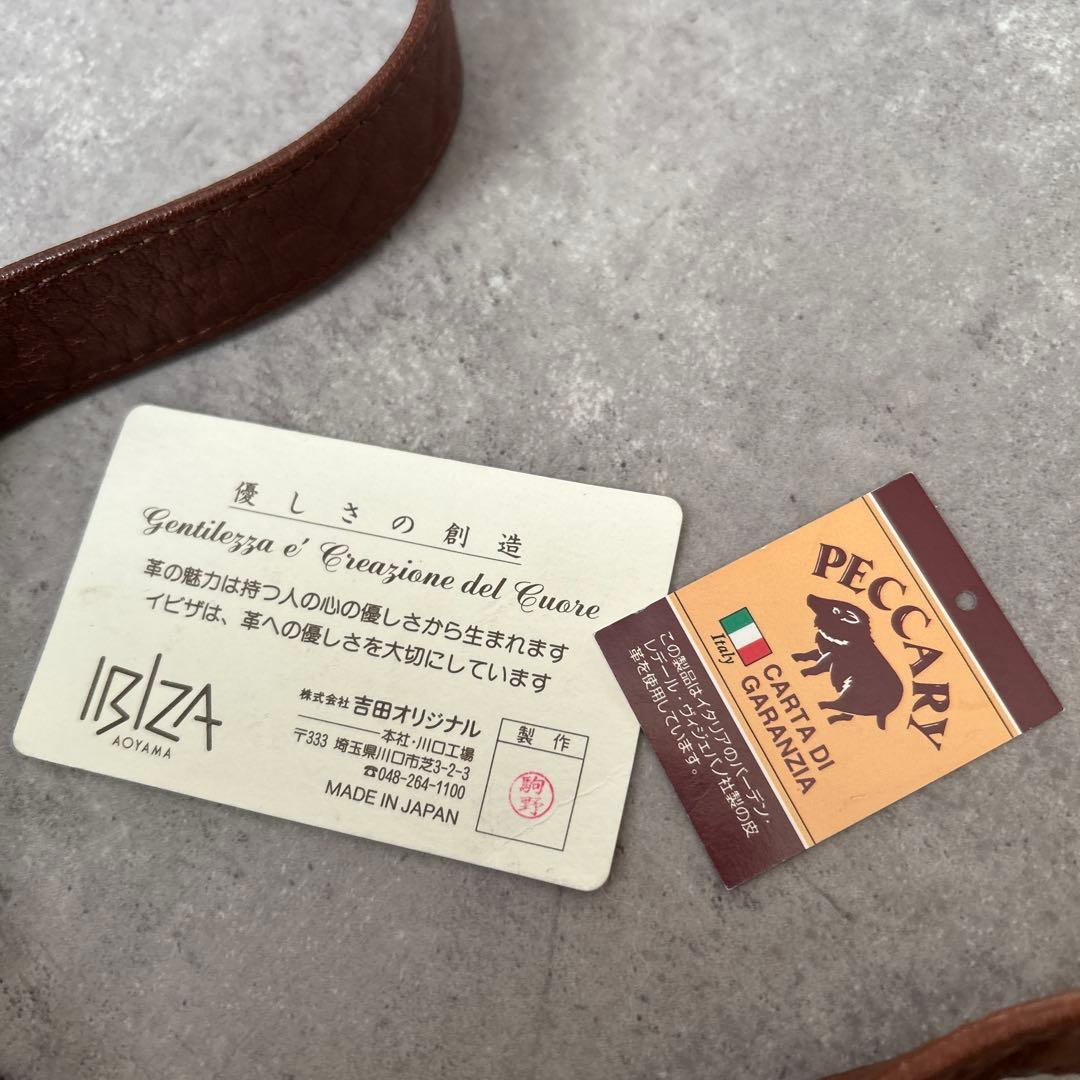 優しさの創造
Gentilezza e' Creazione del Cuore
革の魅力は持つ人の心の優しさから生まれます
イビザは、革への優しさを大切にしています
IBIZA
AOYAMA
株式会社 吉田オリジナル
本社・川口工場
〒333 埼玉県川口市芝3-2-3
☎048-264-1100
MADE IN JAPAN
製作
駒野
PECCARY
Italy
CARTA DI
GARANZIA
この製品はイタリアのバーデン・
レデール・ヴィジェバノ社製の皮
革を使用しています。